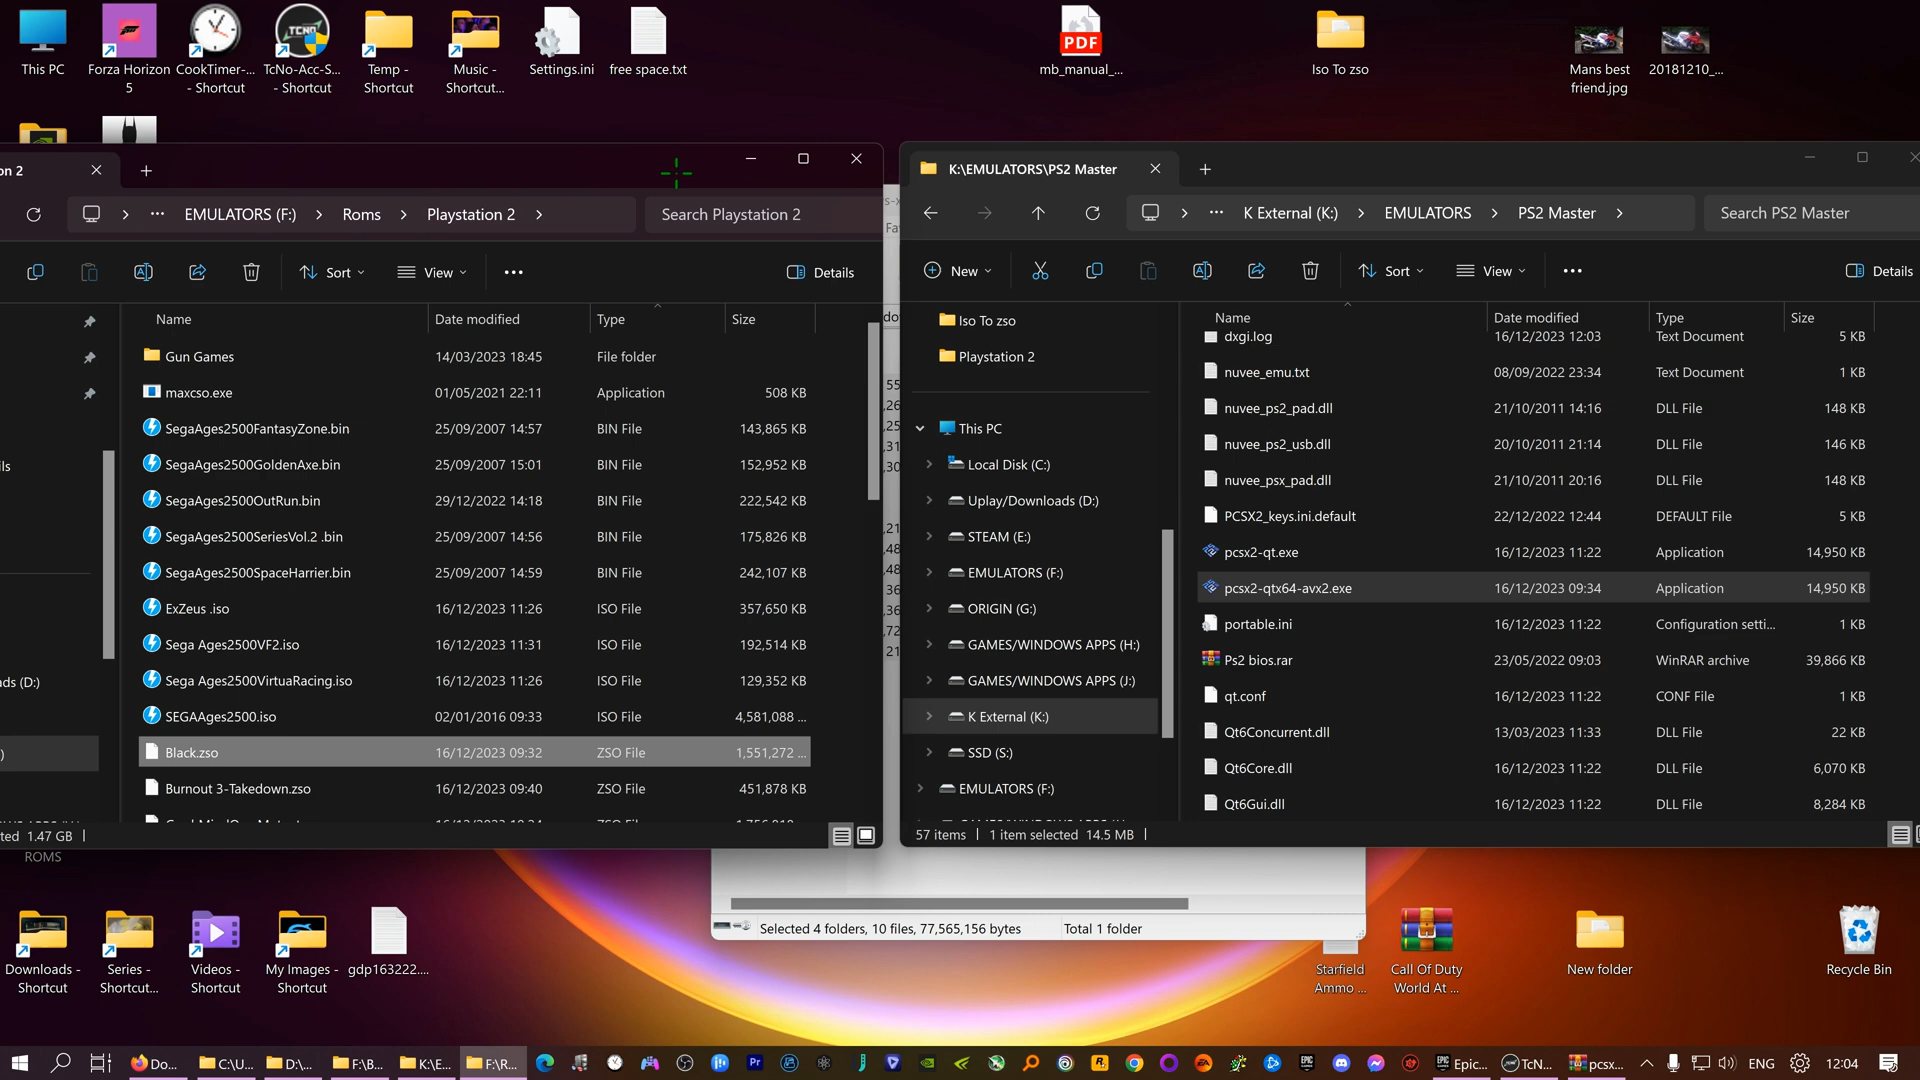 This PC
Forza Horizon
5
CookTimer-...
- Shortcut
TcNo-Acc-S...
- Shortcut
Temp -
Shortcut
Music -
Shortcut...
Settings.ini
free space.txt
PDF
mb_manual_...
Iso To zso
Mans best
friend.jpg
20181210_...
on 2
EMULATORS (F:)
Roms
Playstation 2
Search Playstation 2
Sort
View
Details
Name
Date modified
Type
Size
Gun Games 14/03/2023 18:45 File folder
maxcso.exe 01/05/2021 22:11 Application 508 KB
SegaAges2500FantasyZone.bin 25/09/2007 14:57 BIN File 143,865 KB
SegaAges2500GoldenAxe.bin 25/09/2007 15:01 BIN File 152,952 KB
SegaAges2500OutRun.bin 29/12/2022 14:18 BIN File 222,542 KB
SegaAges2500SeriesVol.2 .bin 25/09/2007 14:56 BIN File 175,826 KB
SegaAges2500SpaceHarrier.bin 25/09/2007 14:59 BIN File 242,107 KB
ExZeus .iso 16/12/2023 11:26 ISO File 357,650 KB
Sega Ages2500VF2.iso 16/12/2023 11:31 ISO File 192,514 KB
Sega Ages2500VirtuaRacing.iso 16/12/2023 11:26 ISO File 129,352 KB
SEGAAges2500.iso 02/01/2016 09:33 ISO File 4,581,088 ...
Black.zso 16/12/2023 09:32 ZSO File 1,551,272 ...
Burnout 3-Takedown.zso 16/12/2023 09:40 ZSO File 451,878 KB
ils
ads (D:)
)
ted 1.47 GB
K:\EMULATORS\PS2 Master
K External (K:)
EMULATORS
PS2 Master
Search PS2 Master
New
Sort
View
Details
Iso To zso
Playstation 2
This PC
Local Disk (C:)
Uplay/Downloads (D:)
STEAM (E:)
EMULATORS (F:)
ORIGIN (G:)
GAMES/WINDOWS APPS (H:)
GAMES/WINDOWS APPS (J:)
K External (K:)
SSD (S:)
EMULATORS (F:)
Name
Date modified
Type
Size
dxgi.log 16/12/2023 12:03 Text Document 5 KB
nuvee_emu.txt 08/09/2022 23:34 Text Document 1 KB
nuvee_ps2_pad.dll 21/10/2011 14:16 DLL File 148 KB
nuvee_ps2_usb.dll 20/10/2011 21:14 DLL File 146 KB
nuvee_psx_pad.dll 21/10/2011 20:16 DLL File 148 KB
PCSX2_keys.ini.default 22/12/2022 12:44 DEFAULT File 5 KB
pcsx2-qt.exe 16/12/2023 11:22 Application 14,950 KB
pcsx2-qtx64-avx2.exe 16/12/2023 09:34 Application 14,950 KB
portable.ini 16/12/2023 11:22 Configuration setti... 1 KB
Ps2 bios.rar 23/05/2022 09:03 WinRAR archive 39,866 KB
qt.conf 16/12/2023 11:22 CONF File 1 KB
Qt6Concurrent.dll 13/03/2023 11:33 DLL File 22 KB
Qt6Core.dll 16/12/2023 11:22 DLL File 6,070 KB
Qt6Gui.dll 16/12/2023 11:22 DLL File 8,284 KB
57 items
1 item selected 14.5 MB
ROMS
Selected 4 folders, 10 files, 77,565,156 bytes
Total 1 folder
Downloads -
Shortcut
Series -
Shortcut...
Videos -
Shortcut
My Images -
Shortcut
gdp163222....
Starfield
Ammo ...
Call Of Duty
World At ...
New folder
Recycle Bin
Do...
C:\U...
D:\...
F:\B...
K:\E...
F:\R...
Epic...
TcN...
pcsx...
ENG
12:04